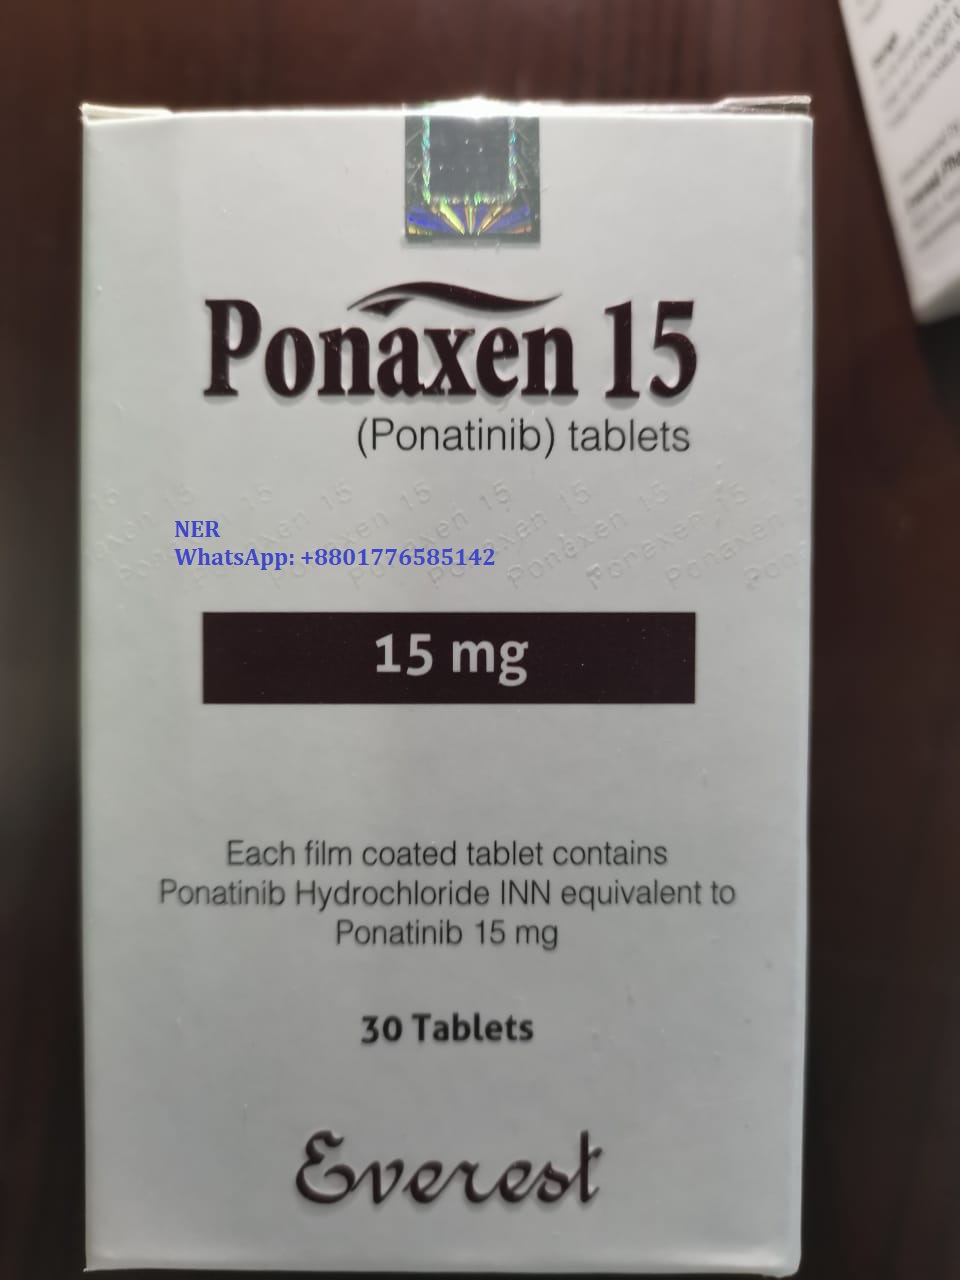 Ponaxen 15
(Ponatinib) tablets
NER
WhatsApp: +8801776585142
15 mg
Each film coated tablet contains
Ponatinib Hydrochloride INN equivalent to
Ponatinib 15 mg
30 Tablets
Everest